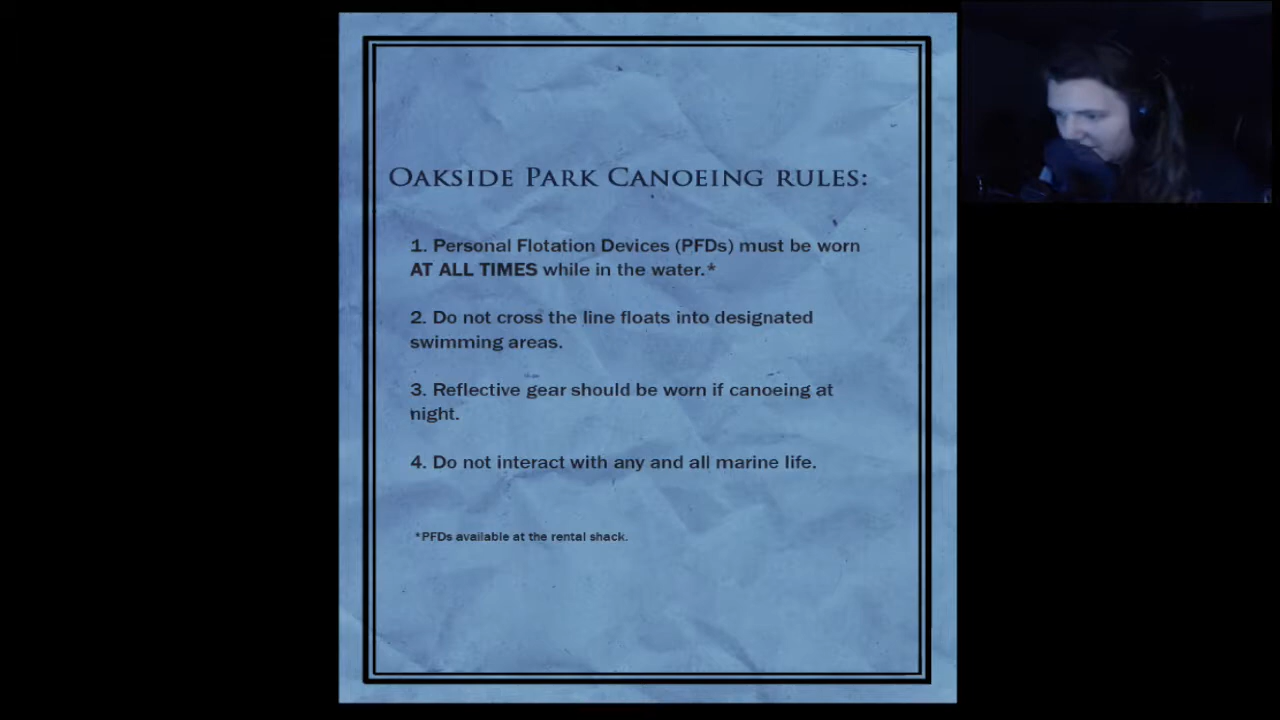 Oakside Park Canoeing rules:
1. Personal Flotation Devices (PFDs) must be worn
AT ALL TIMES while in the water.*
2. Do not cross the line floats into designated
swimming areas.
3. Reflective gear should be worn if canoeing at
night.
4. Do not interact with any and all marine life.
*PFDs available at the rental shack.